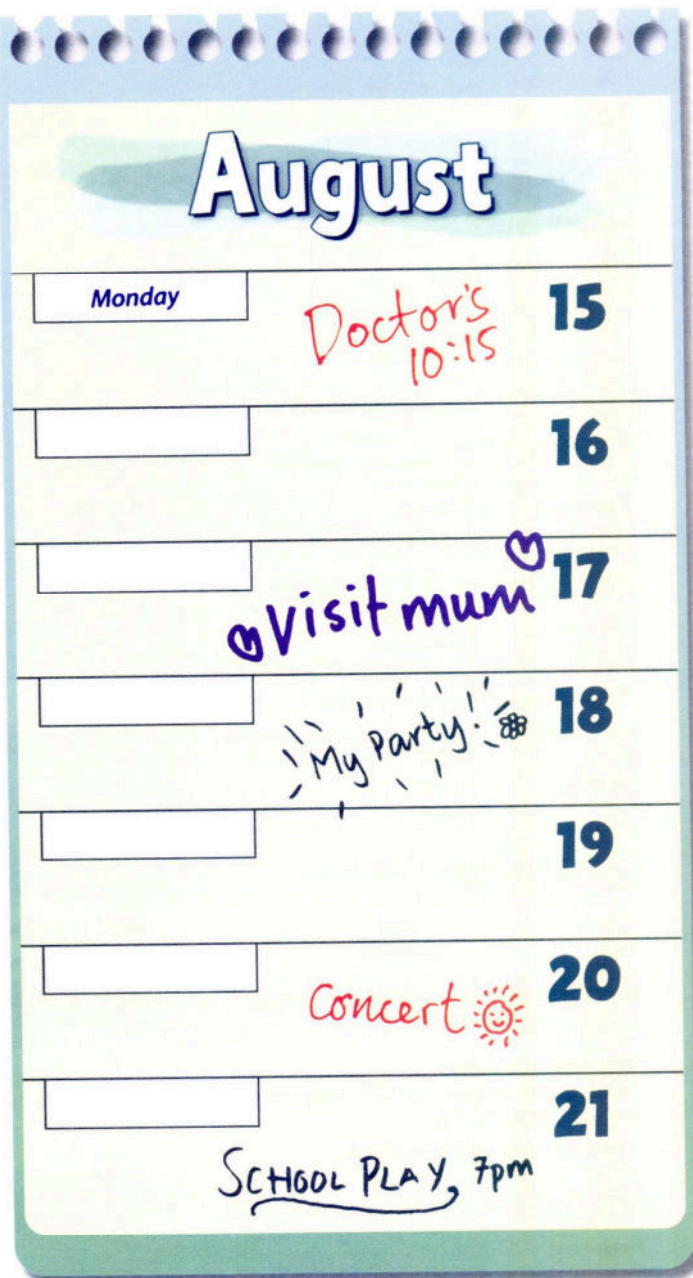 August
Monday
Doctor's
10:15
15
16
Visit mum
17
My Party!
18
19
Concert
20
21
SCHOOL PLAY, 7pm